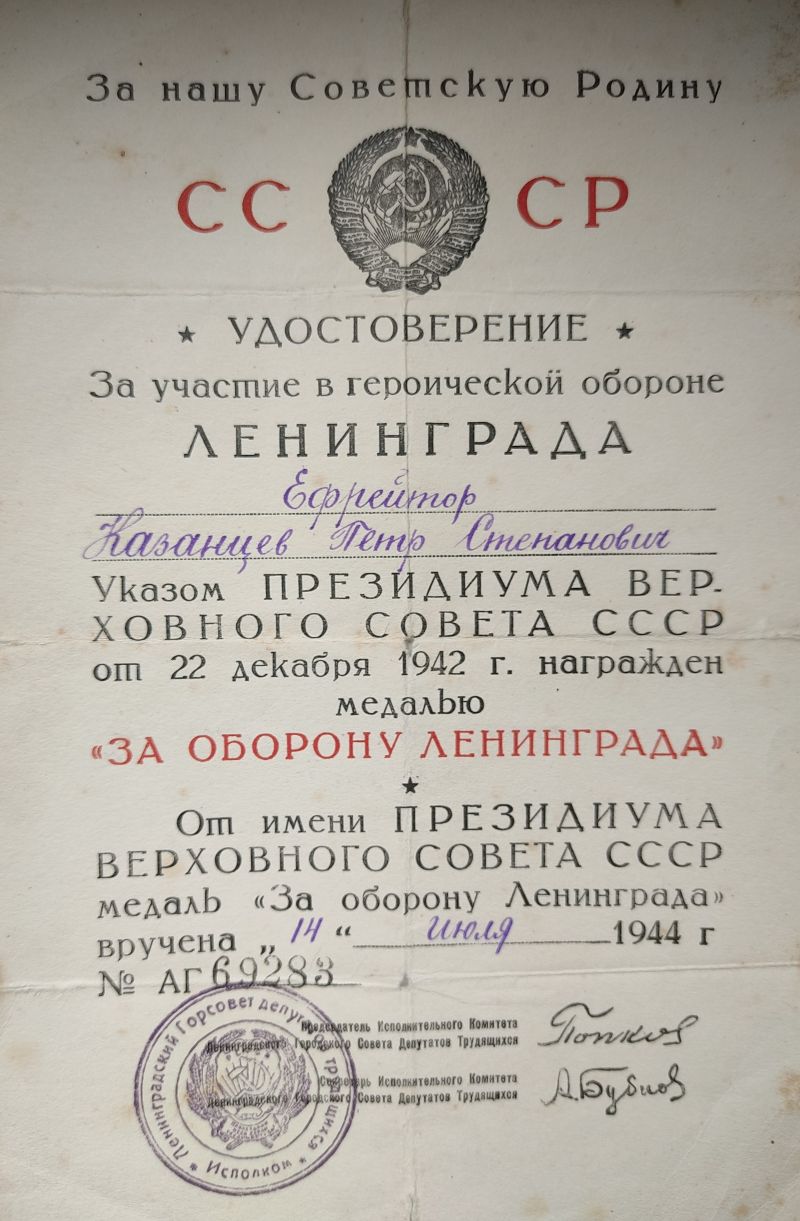 За нашу Советскую Родину
СССР
★ УДОСТОВЕРЕНИЕ ★
За участие в героической обороне
ЛЕНИНГРАДА
Ефрейтор
Казанцев Петр Степанович
Указом ПРЕЗИДИУМА ВЕР-
ХОВНОГО СОВЕТА СССР
от 22 декабря 1942 г. награжден
медалью
«ЗА ОБОРОНУ ЛЕНИНГРАДА»
★
От имени ПРЕЗИДИУМА
ВЕРХОВНОГО СОВЕТА СССР
медаль «За оборону Ленинграда»
вручена „ 14 “ июля 1944 г
№ АГ 69283
Председатель Исполнительного Комитета
Ленинградского Городского Совета Депутатов Трудящихся
Попков
Секретарь Исполнительного Комитета
Ленинградского Городского Совета Депутатов Трудящихся
А.Бубнов
Ленинградский Горсовет депутатов трудящихся
* Исполком *